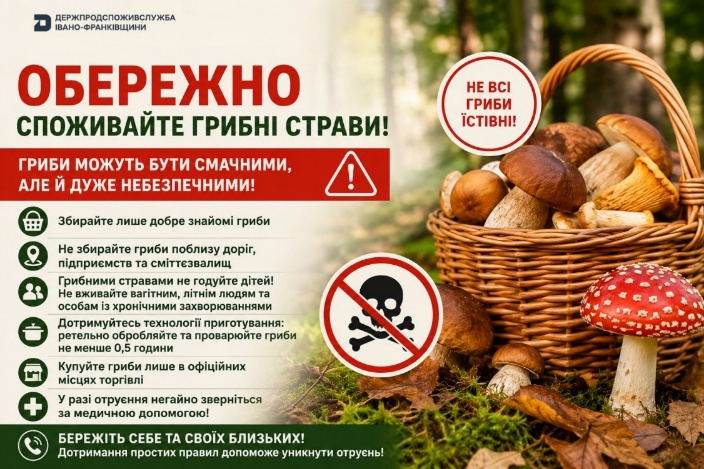 ДЕРЖПРОДСПОЖИВСЛУЖБА
ІВАНО-ФРАНКІВЩИНИ
ОБЕРЕЖНО
СПОЖИВАЙТЕ ГРИБНІ СТРАВИ!
НЕ ВСІ
ГРИБИ
ЇСТІВНІ!
ГРИБИ МОЖУТЬ БУТИ СМАЧНИМИ,
АЛЕ Й ДУЖЕ НЕБЕЗПЕЧНИМИ!
Збирайте лише добре знайомі гриби
Не збирайте гриби поблизу доріг,
підприємств та сміттєзвалищ
Грибними стравами не годуйте дітей!
Не вживайте вагітним, літнім людям та
особам із хронічними захворюваннями
Дотримуйтесь технології приготування:
ретельно обробляйте та проварюйте гриби
не менше 0,5 години
Купуйте гриби лише в офіційних
місцях торгівлі
У разі отруєння негайно зверніться
за медичною допомогою!
БЕРЕЖІТЬ СЕБЕ ТА СВОЇХ БЛИЗЬКИХ!
Дотримання простих правил допоможе уникнути отруєнь!